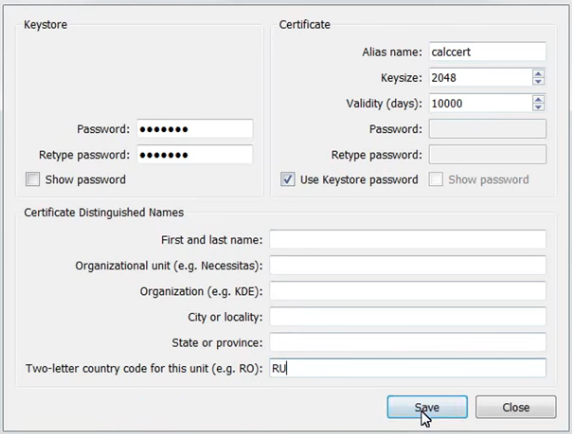 Keystore
Password: ●●●●●●●
Retype password: ●●●●●●●
Show password
Certificate
Alias name: calccert
Keysize: 2048
Validity (days): 10000
Password:
Retype password:
Use Keystore password Show password
Certificate Distinguished Names
First and last name:
Organizational unit (e.g. Necessitas):
Organization (e.g. KDE):
City or locality:
State or province:
Two-letter country code for this unit (e.g. RO): RU
Save Close